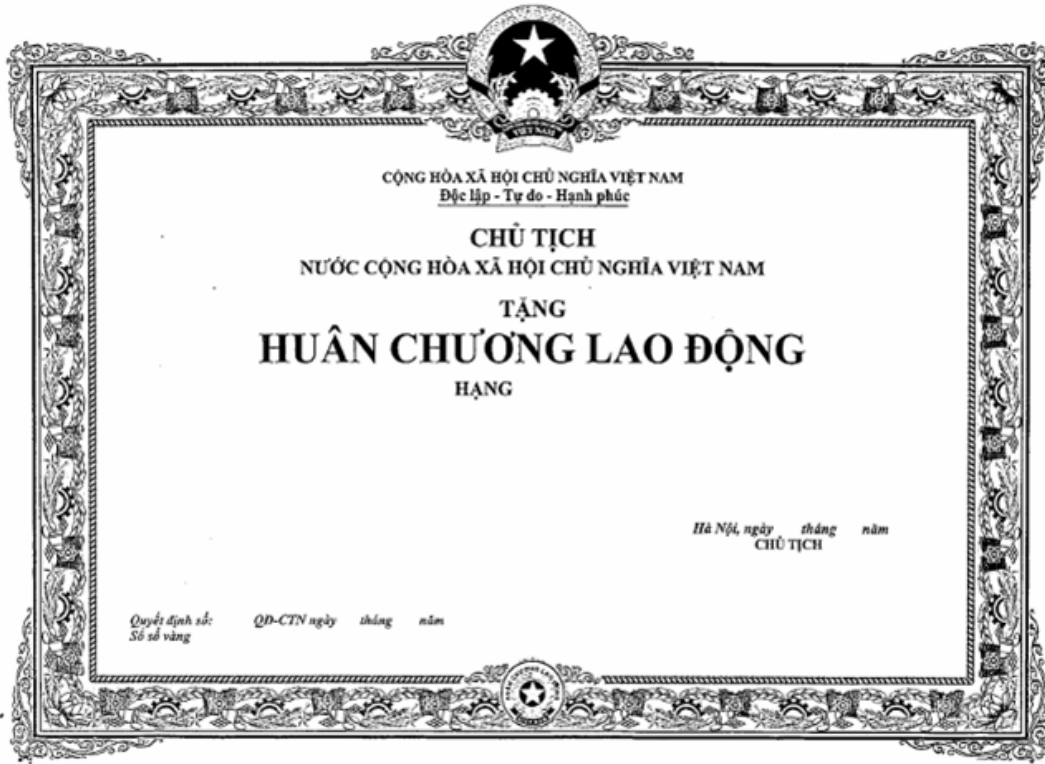 VIỆT NAM
CỘNG HÒA XÃ HỘI CHỦ NGHĨA VIỆT NAM
Độc lập - Tự do - Hạnh phúc
CHỦ TỊCH
NƯỚC CỘNG HÒA XÃ HỘI CHỦ NGHĨA VIỆT NAM
TẶNG
HUÂN CHƯƠNG LAO ĐỘNG
HẠNG
Hà Nội, ngày tháng năm
CHỦ TỊCH
Quyết định số: QĐ-CTN ngày tháng năm
Số sổ vàng